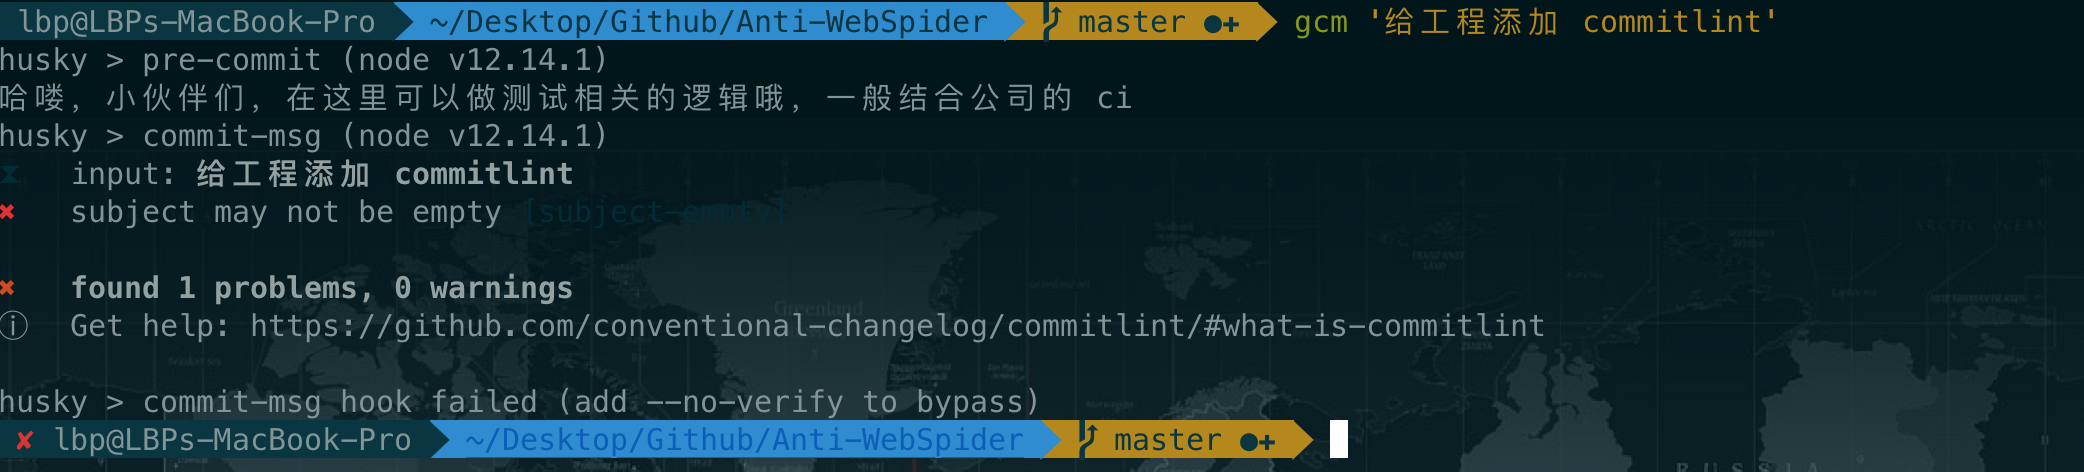 lbp@LBPs-MacBook-Pro ~/Desktop/Github/Anti-WebSpider master ●+ gcm '给工程添加 commitlint'
husky > pre-commit (node v12.14.1)
哈喽，小伙伴们，在这里可以做测试相关的逻辑哦，一般结合公司的 ci
husky > commit-msg (node v12.14.1)
⧗ input: 给工程添加 commitlint
✖ subject may not be empty [subject-empty]
✖ found 1 problems, 0 warnings
ⓘ Get help: https://github.com/conventional-changelog/commitlint/#what-is-commitlint
husky > commit-msg hook failed (add --no-verify to bypass)
✘ lbp@LBPs-MacBook-Pro ~/Desktop/Github/Anti-WebSpider master ●+
Greenland
ARCTIC OCEAN
RUSSIA